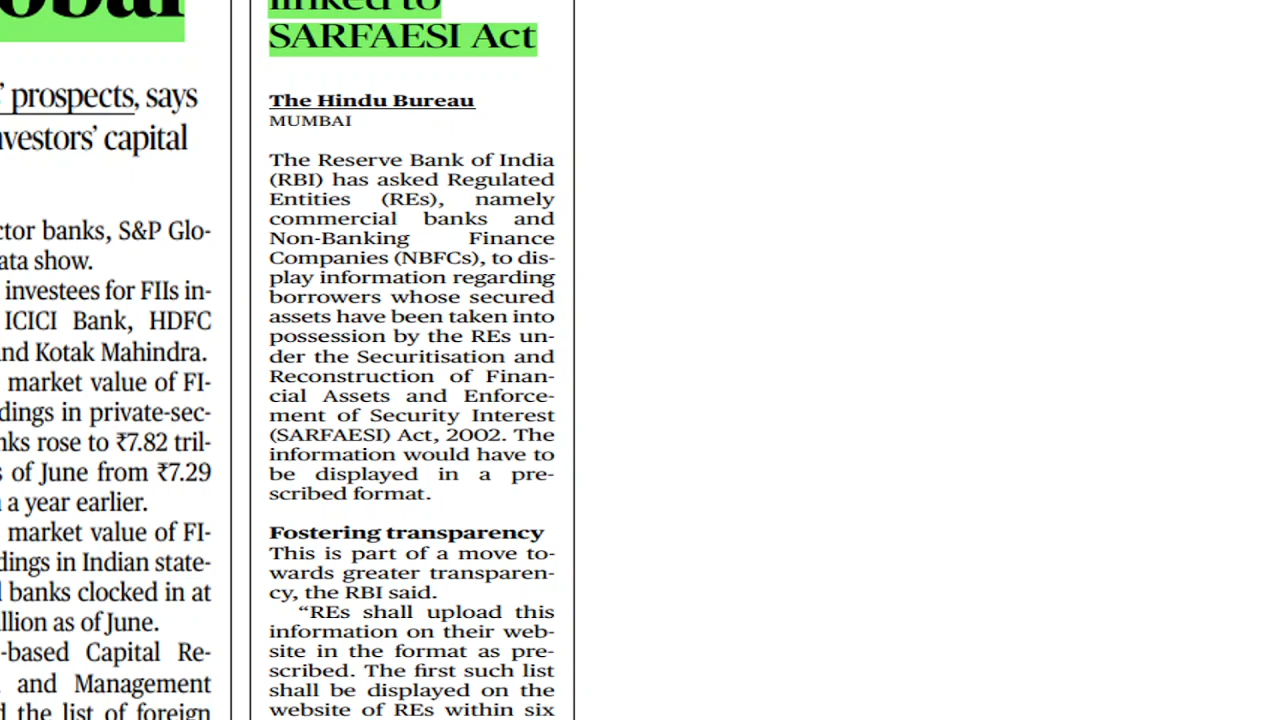 ' prospects, says
nvestors' capital
ctor banks, S&P Glo-
ata show.
investees for FIIs in-
ICICI Bank, HDFC
nd Kotak Mahindra.
market value of FI-
dings in private-sec-
nks rose to ₹7.82 tril-
s of June from ₹7.29
a year earlier.
market value of FI-
dings in Indian state-
banks clocked in at
llion as of June.
-based Capital Re-
and Management
d the list of foreign
linked to
SARFAESI Act
The Hindu Bureau
MUMBAI
The Reserve Bank of India
(RBI) has asked Regulated
Entities (REs), namely
commercial banks and
Non-Banking Finance
Companies (NBFCs), to dis-
play information regarding
borrowers whose secured
assets have been taken into
possession by the REs un-
der the Securitisation and
Reconstruction of Finan-
cial Assets and Enforce-
ment of Security Interest
(SARFAESI) Act, 2002. The
information would have to
be displayed in a pre-
scribed format.
Fostering transparency
This is part of a move to-
wards greater transparen-
cy, the RBI said.
“REs shall upload this
information on their web-
site in the format as pre-
scribed. The first such list
shall be displayed on the
website of REs within six